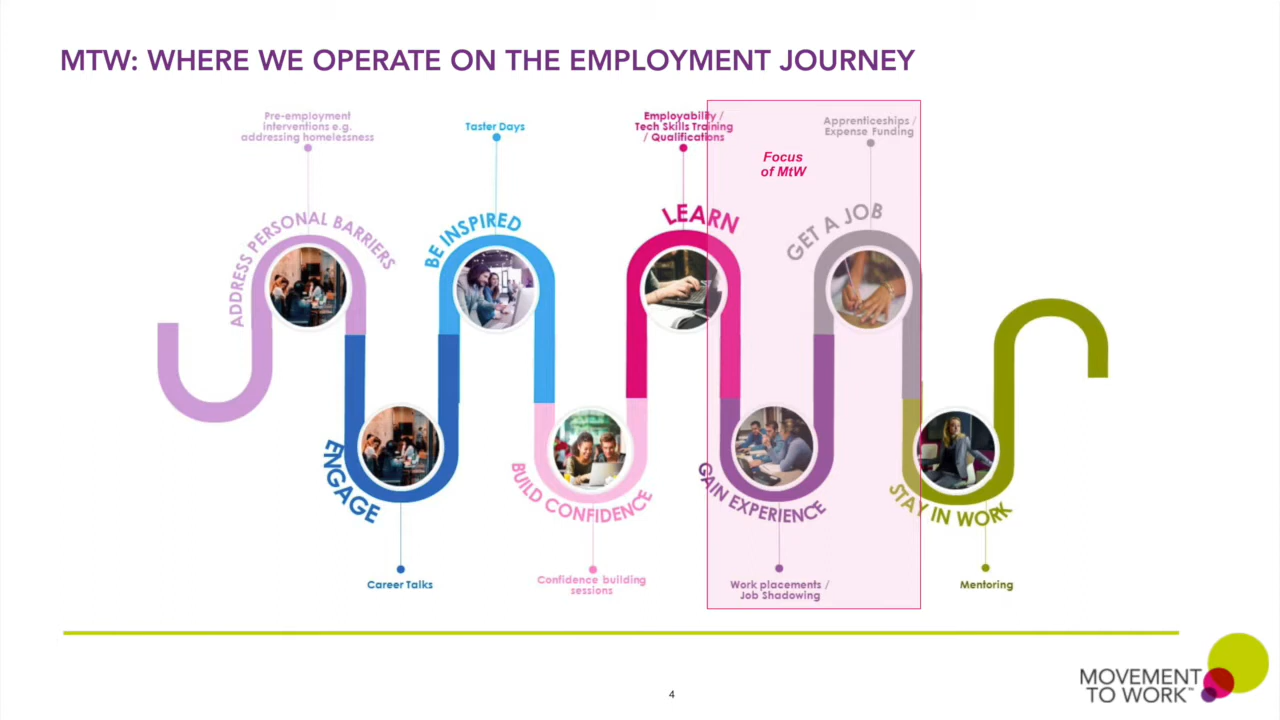 MTW: WHERE WE OPERATE ON THE EMPLOYMENT JOURNEY
Pre-employment
interventions e.g.
addressing homelessness
Taster Days
Employability /
Tech Skills Training
/ Qualifications
Apprenticeships /
Expense Funding
Focus
of MtW
ADDRESS PERSONAL BARRIERS
BE INSPIRED
LEARN
GET A JOB
ENGAGE
BUILD CONFIDENCE
GAIN EXPERIENCE
STAY IN WORK
Career Talks
Confidence building
sessions
Work placements /
Job Shadowing
Mentoring
4
MOVEMENT
TO WORK™